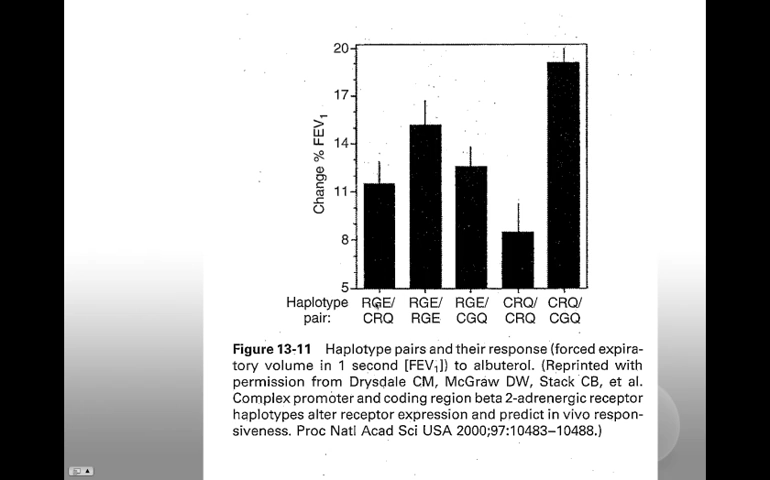 20
17
14
11
8
5
Change % FEV1
Haplotype pair:
RGE/ CRQ
RGE/ RGE
RGE/ CGQ
CRQ/ CRQ
CRQ/ CGQ
Figure 13-11 Haplotype pairs and their response (forced expira-
tory volume in 1 second [FEV1]) to albuterol. (Reprinted with
permission from Drysdale CM, McGraw DW, Stack CB, et al.
Complex promoter and coding region beta 2-adrenergic receptor
haplotypes alter receptor expression and predict in vivo respon-
siveness. Proc Natl Acad Sci USA 2000;97:10483–10488.)